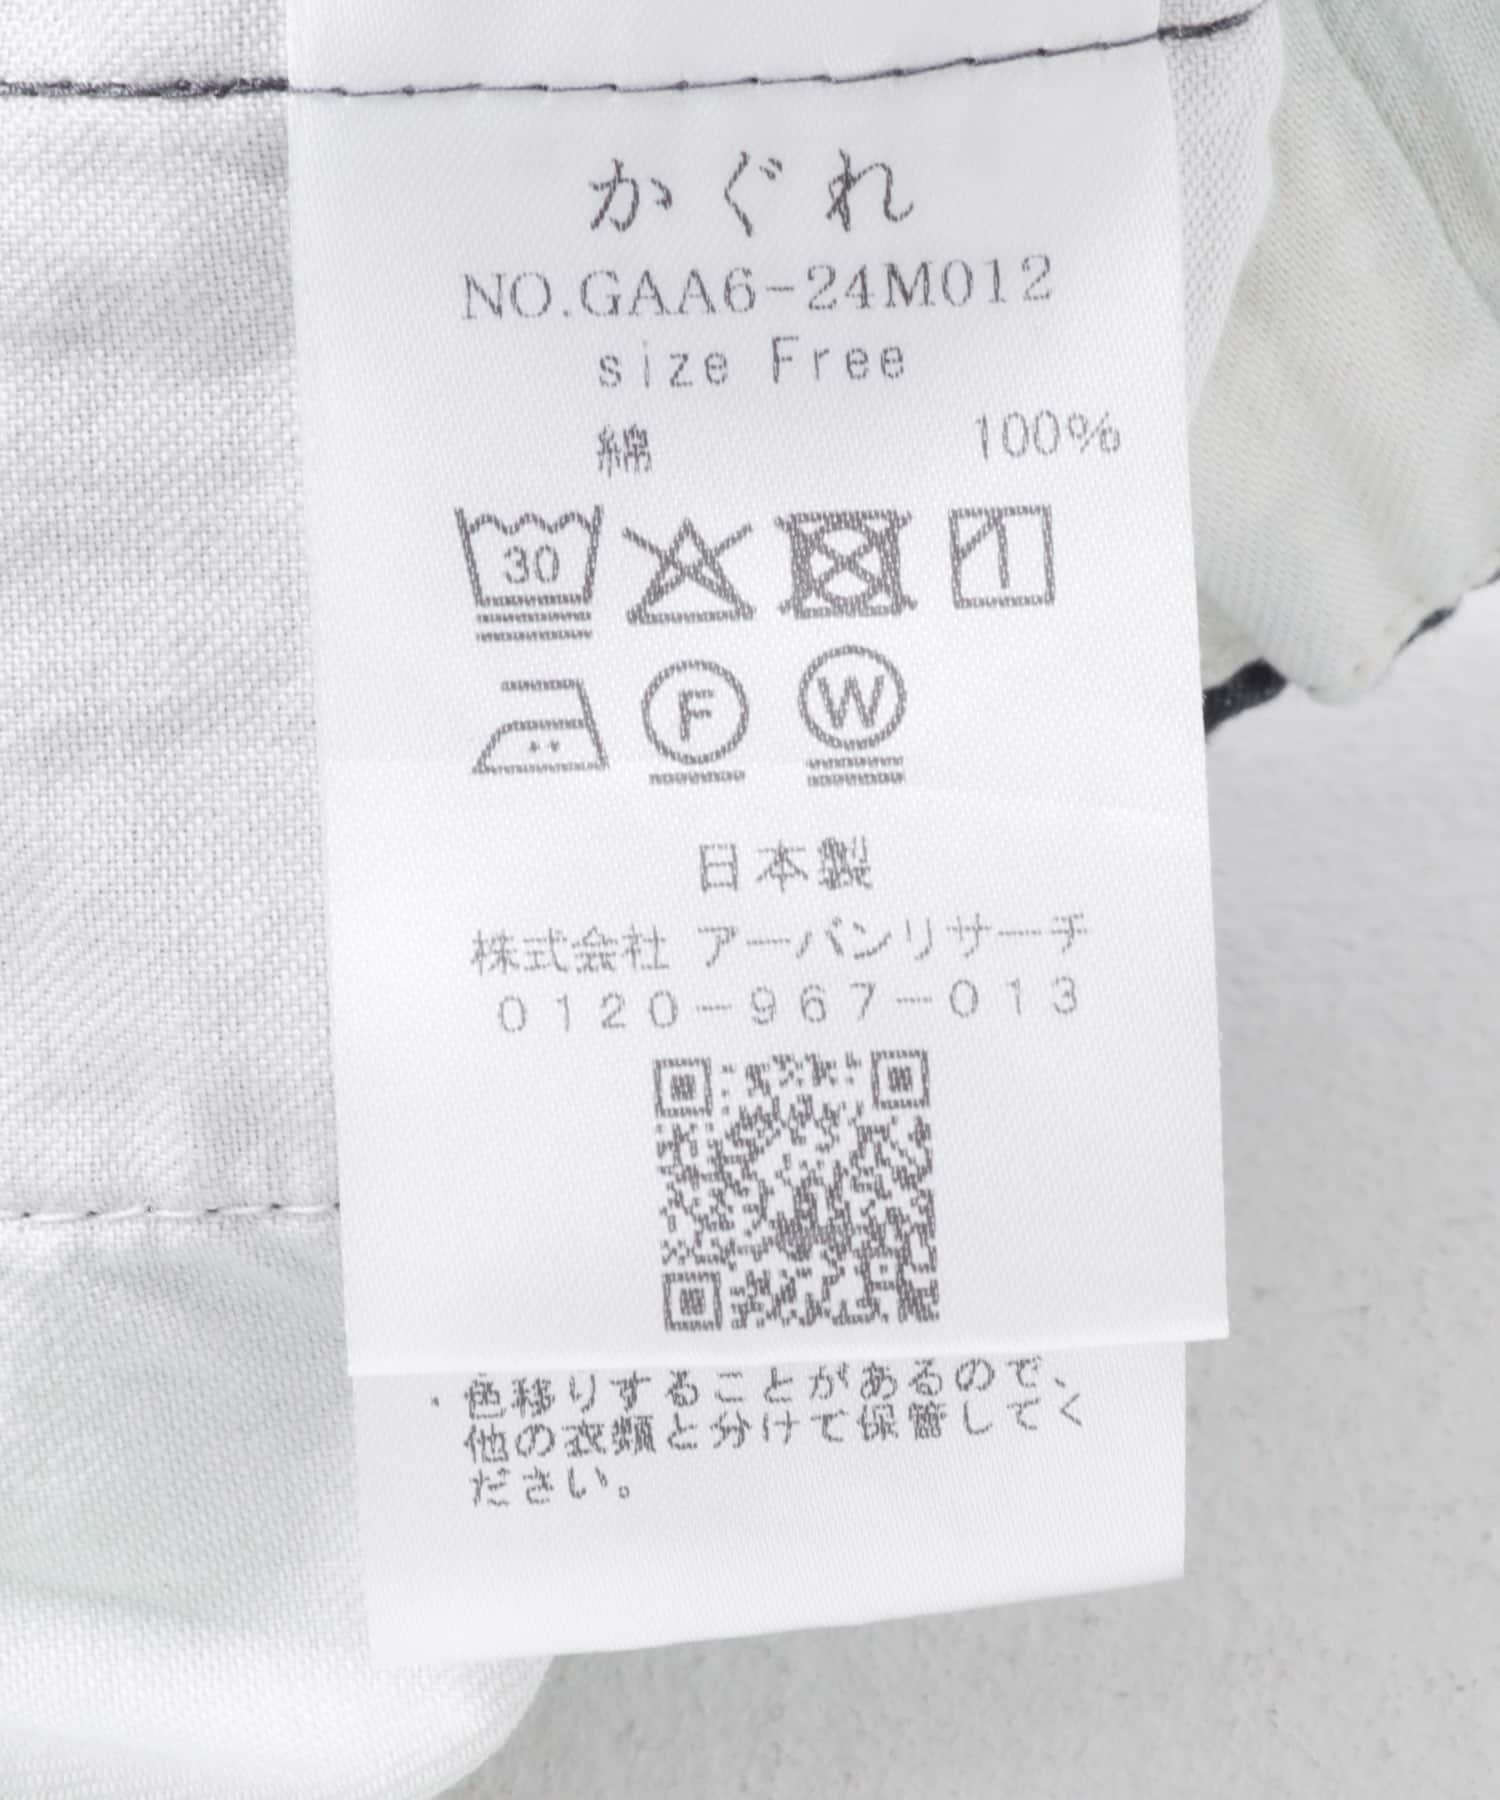 かぐれ
NO.GAA6-24M012
size Free
綿 100%
30
F W
日本製
株式会社 アーバンリサーチ
0120-967-013
・色移りすることがあるので、
他の衣類と分けて保管してく
ださい。